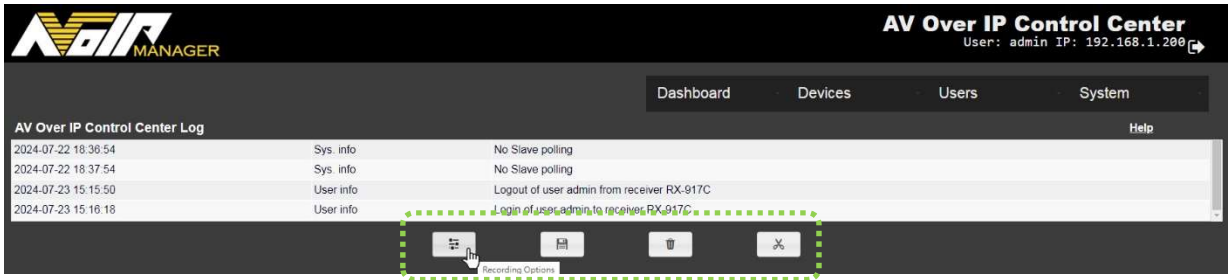 AVoIP MANAGER
AV Over IP Control Center
User: admin IP: 192.168.1.200
Dashboard Devices Users System
AV Over IP Control Center Log Help
2024-07-22 18:36:54 Sys. info No Slave polling
2024-07-22 18:37:54 Sys. info No Slave polling
2024-07-23 15:15:50 User info Logout of user admin from receiver RX-917C
2024-07-23 15:16:18 User info Login of user admin to receiver RX-917C
Recording Options